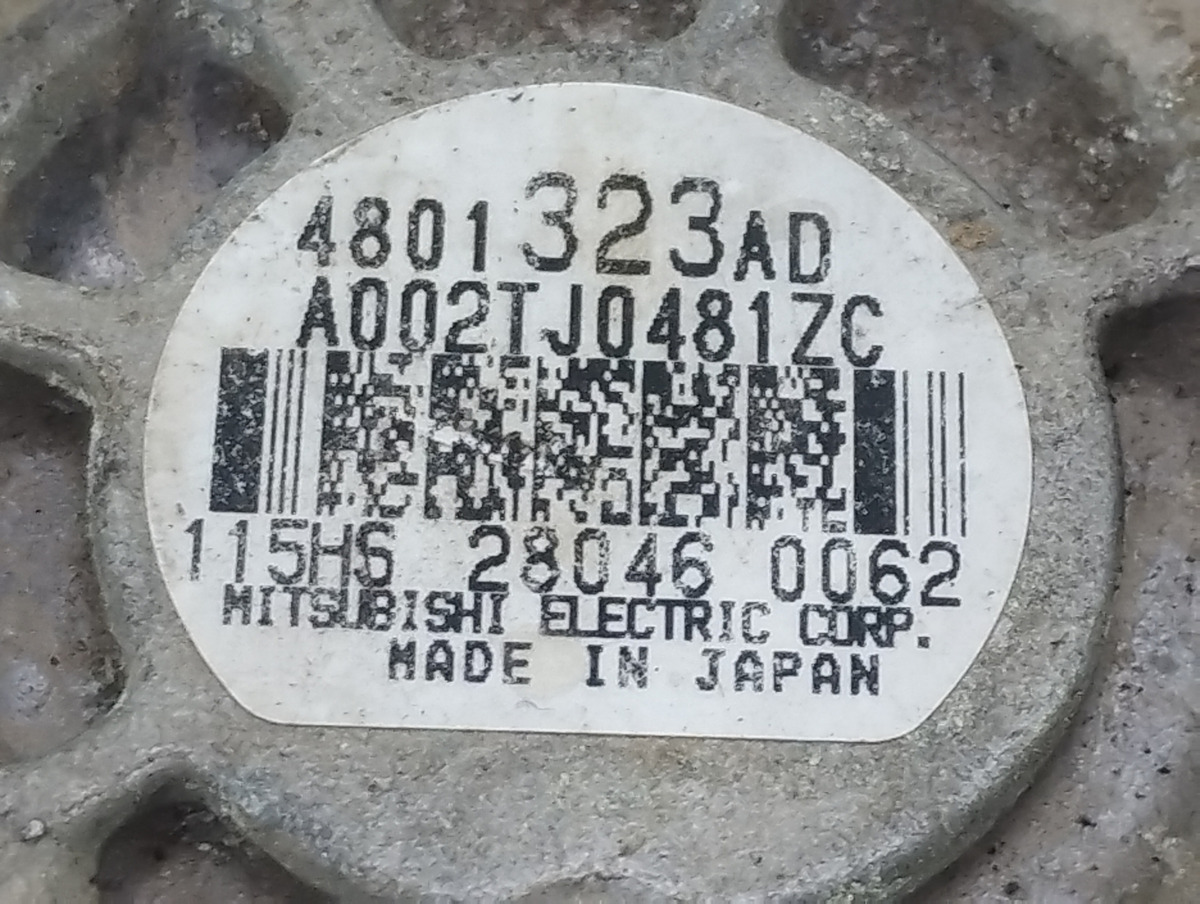 4801323AD
A002TJ0481ZC
115H6 28046 0062
MITSUBISHI ELECTRIC CORP.
MADE IN JAPAN